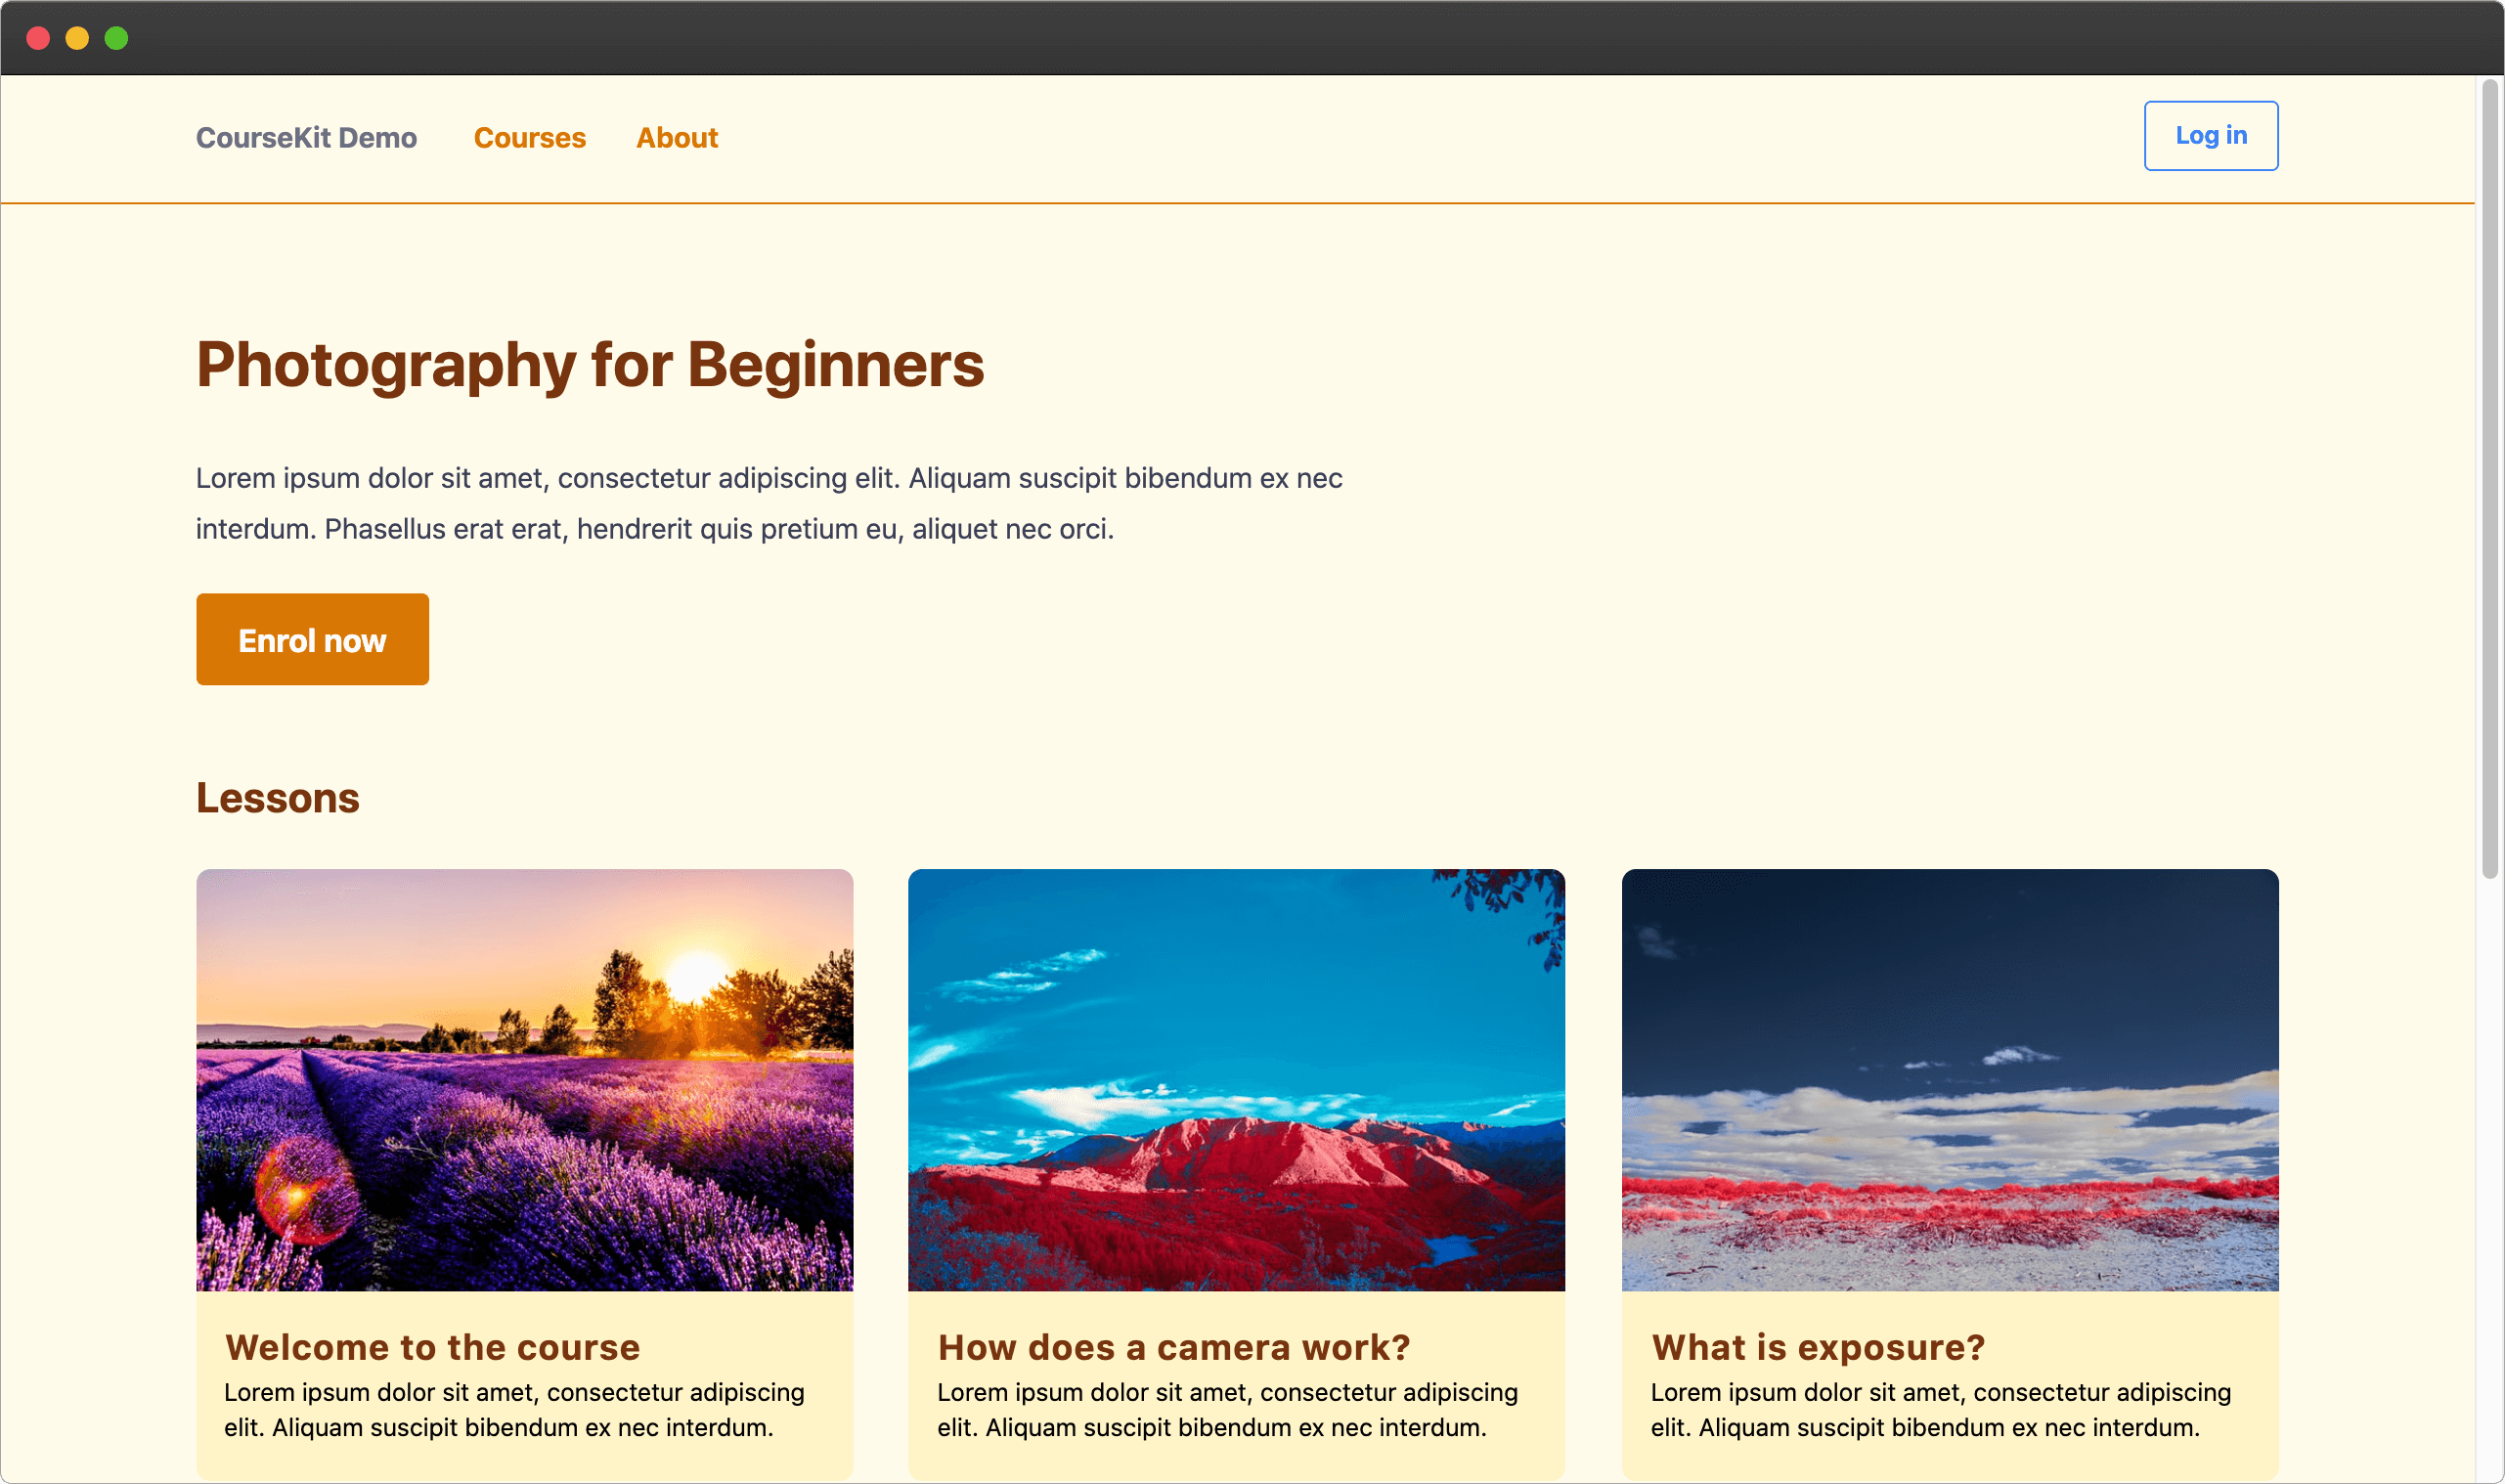 CourseKit Demo Courses About Log in
Photography for Beginners
Lorem ipsum dolor sit amet, consectetur adipiscing elit. Aliquam suscipit bibendum ex nec
interdum. Phasellus erat erat, hendrerit quis pretium eu, aliquet nec orci.
Enrol now
Lessons
Welcome to the course
Lorem ipsum dolor sit amet, consectetur adipiscing
elit. Aliquam suscipit bibendum ex nec interdum.
How does a camera work?
Lorem ipsum dolor sit amet, consectetur adipiscing
elit. Aliquam suscipit bibendum ex nec interdum.
What is exposure?
Lorem ipsum dolor sit amet, consectetur adipiscing
elit. Aliquam suscipit bibendum ex nec interdum.